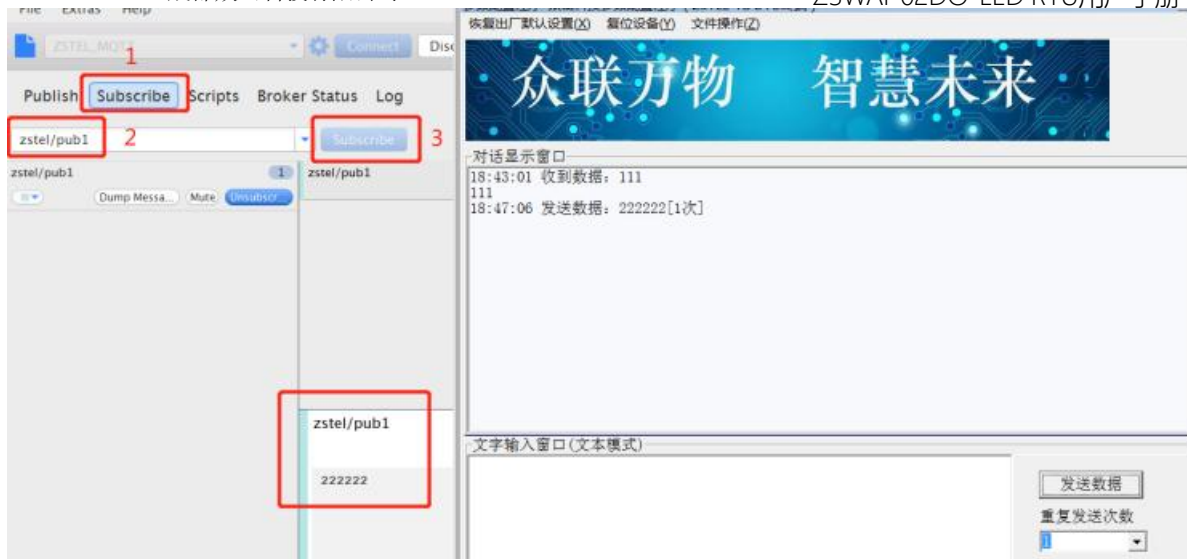 File Extras Help
ZSTEL_MQTT
Connect
Disc
1
Publish Subscribe Scripts Broker Status Log
zstel/pub1
2
Subscribe
3
zstel/pub1
1
Dump Messa... Mute Unsubscr...
zstel/pub1
zstel/pub1
222222
用户手册
恢复出厂默认设置(X) 复位设备(Y) 文件操作(Z)
众联万物 智慧未来
对话显示窗口
18:43:01 收到数据：111
111
18:47:06 发送数据：222222[1次]
文字输入窗口(文本模式)
发送数据
重复发送次数
1